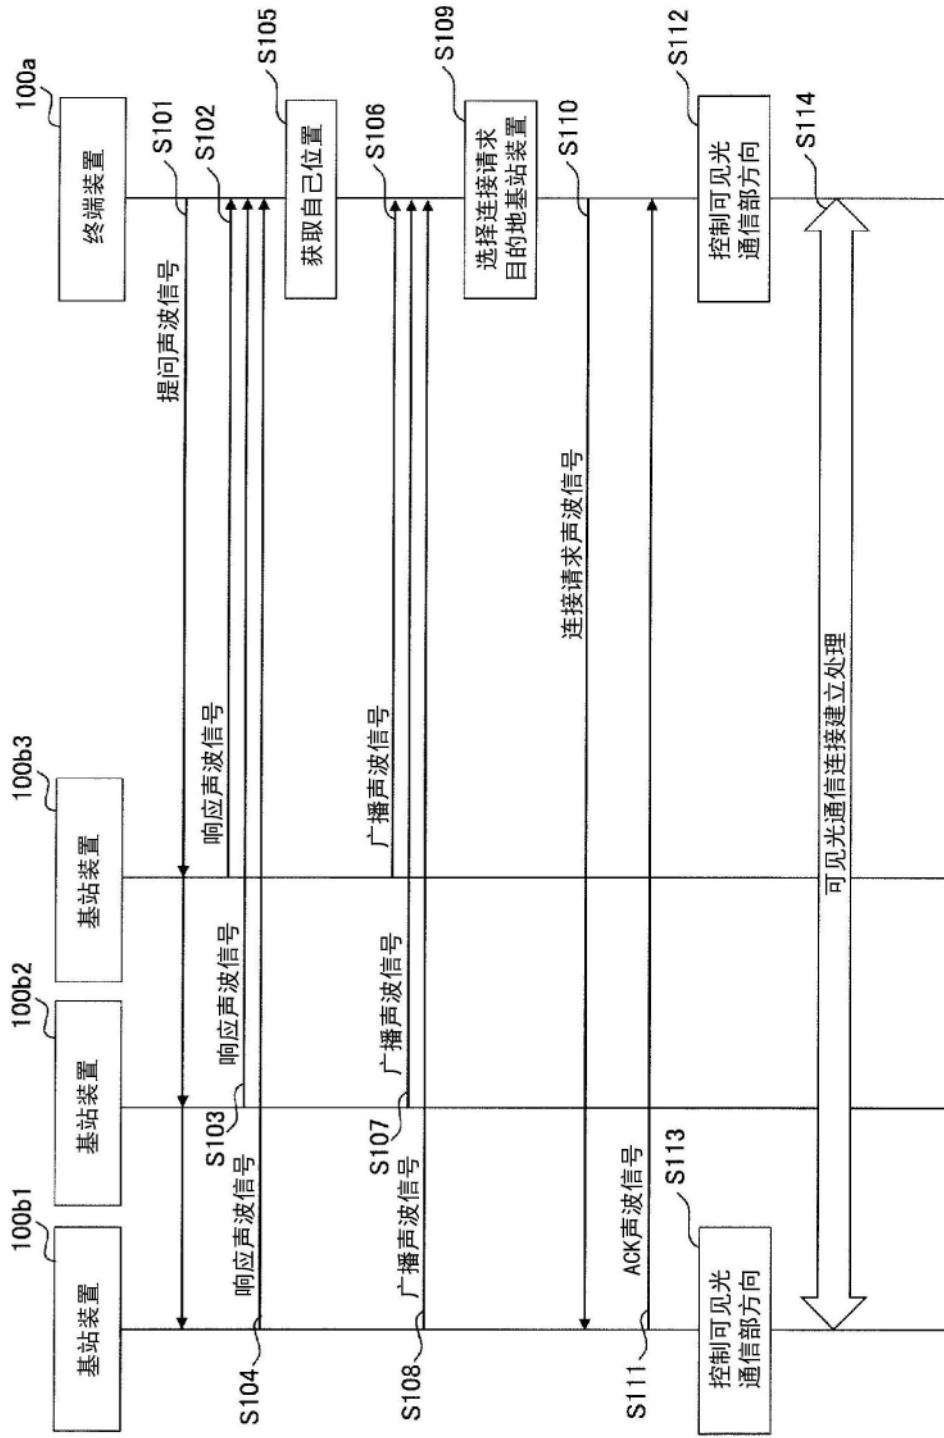 100b1
100b2
100b3
100a
基站装置
基站装置
基站装置
终端装置
提问声波信号
S101
响应声波信号
S102
S103
响应声波信号
S104
响应声波信号
S105
获取自己位置
广播声波信号
S106
S107
广播声波信号
S108
广播声波信号
S109
选择连接请求
目的地基站装置
连接请求声波信号
S110
S111
ACK声波信号
S112
控制可见光
通信部方向
S113
控制可见光
通信部方向
可见光通信连接建立处理
S114